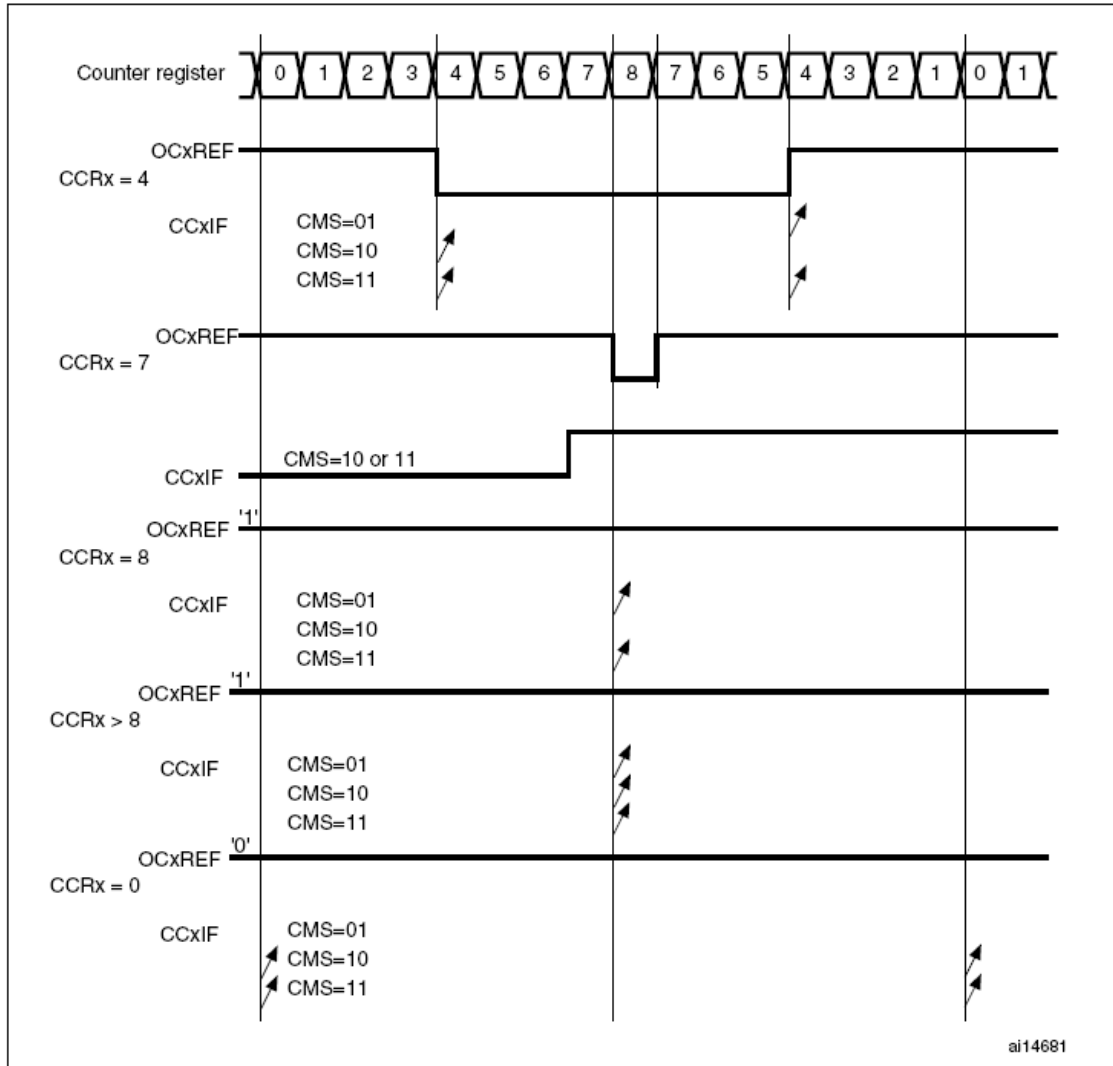 Counter register 0 1 2 3 4 5 6 7 8 7 6 5 4 3 2 1 0 1
OCxREF
CCRx = 4
CCxIF
CMS=01
CMS=10
CMS=11
OCxREF
CCRx = 7
CMS=10 or 11
CCxIF
OCxREF '1'
CCRx = 8
CCxIF
CMS=01
CMS=10
CMS=11
OCxREF '1'
CCRx > 8
CCxIF
CMS=01
CMS=10
CMS=11
OCxREF '0'
CCRx = 0
CCxIF
CMS=01
CMS=10
CMS=11
ai14681